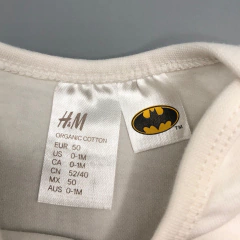 H&M
ORGANIC COTTON
EUR 50
US 0-1M
CA 0-1M
CN 52/40
MX 50
AUS 0-1M
TM